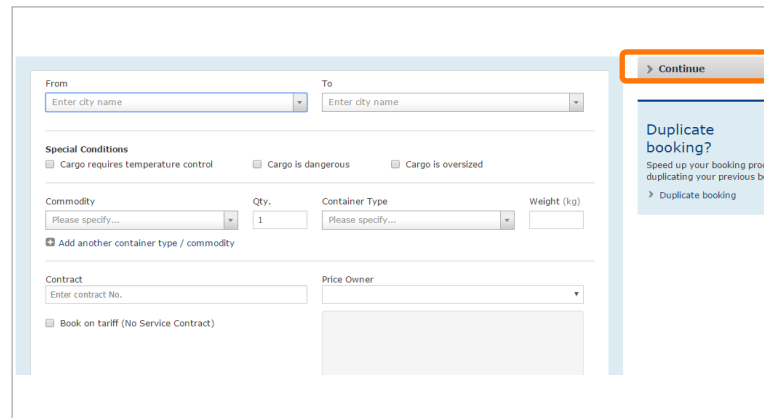 From
To
Enter city name
Enter city name
Special Conditions
Cargo requires temperature control
Cargo is dangerous
Cargo is oversized
Commodity
Qty.
Container Type
Weight (kg)
Please specify...
1
Please specify...
Add another container type / commodity
Contract
Price Owner
Enter contract No.
Book on tariff (No Service Contract)
Continue
Duplicate
booking?
Speed up your booking
duplicating your previous
Duplicate booking